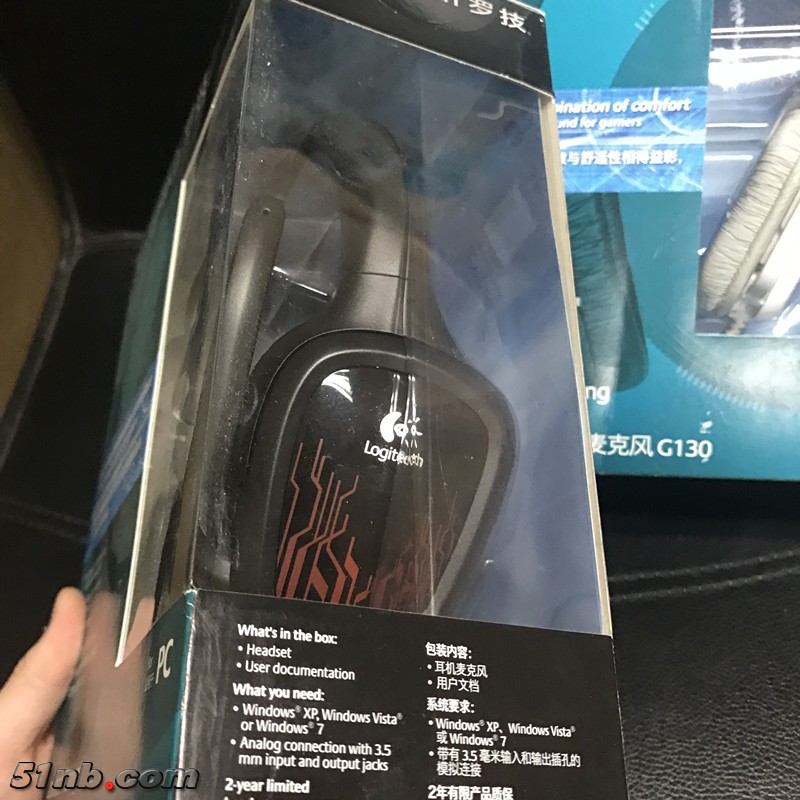 罗技
ination of comfort
und for gamers
与舒适性相得益彰,
ng
麦克风 G130
Logitech
PC
What's in the box:
• Headset
• User documentation
What you need:
• Windows® XP, Windows Vista®
or Windows® 7
• Analog connection with 3.5
mm input and output jacks
2-year limited
包装内容:
• 耳机麦克风
• 用户文档
系统要求:
• Windows® XP、Windows Vista®
或 Windows® 7
• 带有 3.5 毫米输入和输出插孔的
模拟连接
2年有限产品质保
51nb.com